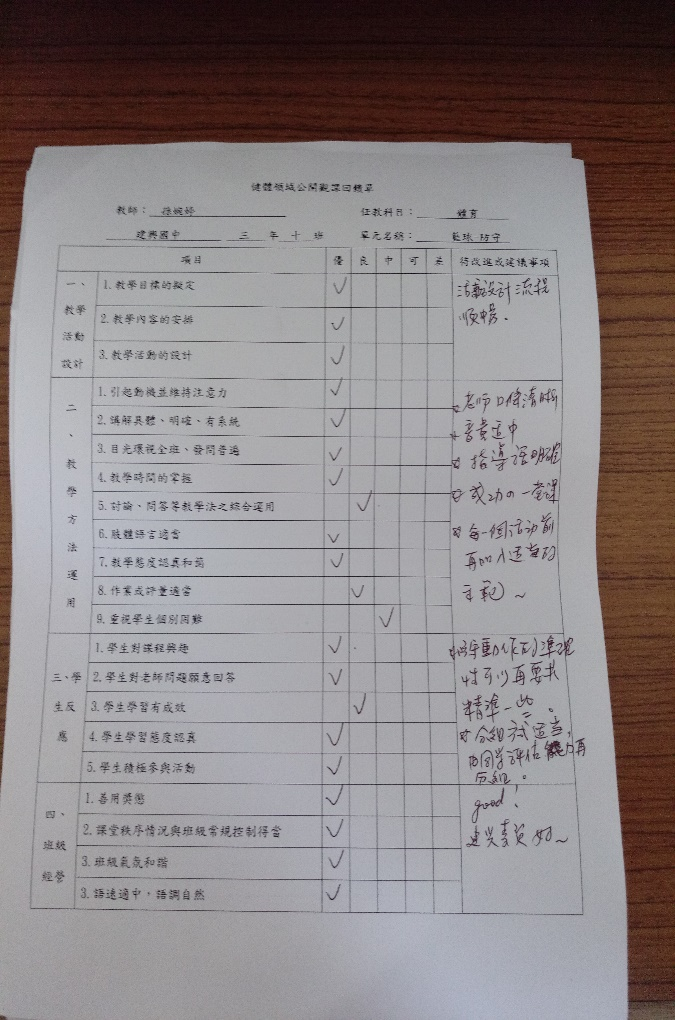 健體領域公開觀課回饋單
教師： 孫婉婷 任教科目： 體育
建興國中 三 年 十 班 單元名稱： 籃球 防守
項目 優 良 中 可 差 待改進或建議事項
一、教學活動設計
1.教學目標的擬定 ✓
2.教學內容的安排 ✓
3.教學活動的設計 ✓
活動設計流程
順暢。
二、教學方法運用
1.引起動機並維持注意力 ✓
2.講解具體、明確、有系統 ✓
3.目光環視全班、發問普遍 ✓
4.教學時間的掌握 ✓
5.討論、問答等教學法之綜合運用 ✓
6.肢體語言適當 ✓
7.教學態度認真和藹 ✓
8.作業或評量適當 ✓
9.重視學生個別困難 ✓
老師口條清晰
音量適中
指導語明確
成功的一堂課
每一個活動前
再加入適當的
示範～
三、學生反應
1.學生對課程興趣 ✓
2.學生對老師問題願意回答 ✓
3.學生學習有成效 ✓
4.學生學習態度認真 ✓
5.學生積極參與活動 ✓
動作的準確
性可以再要求
精準一些。
分組 適當，
同學評估能力再
分組。
四、班級經營
1.善用獎懲 ✓
2.課堂秩序情況與班級常規控制得當 ✓
3.班級氣氛和諧 ✓
3.語速適中，語調自然 ✓
good！
建興素質好～